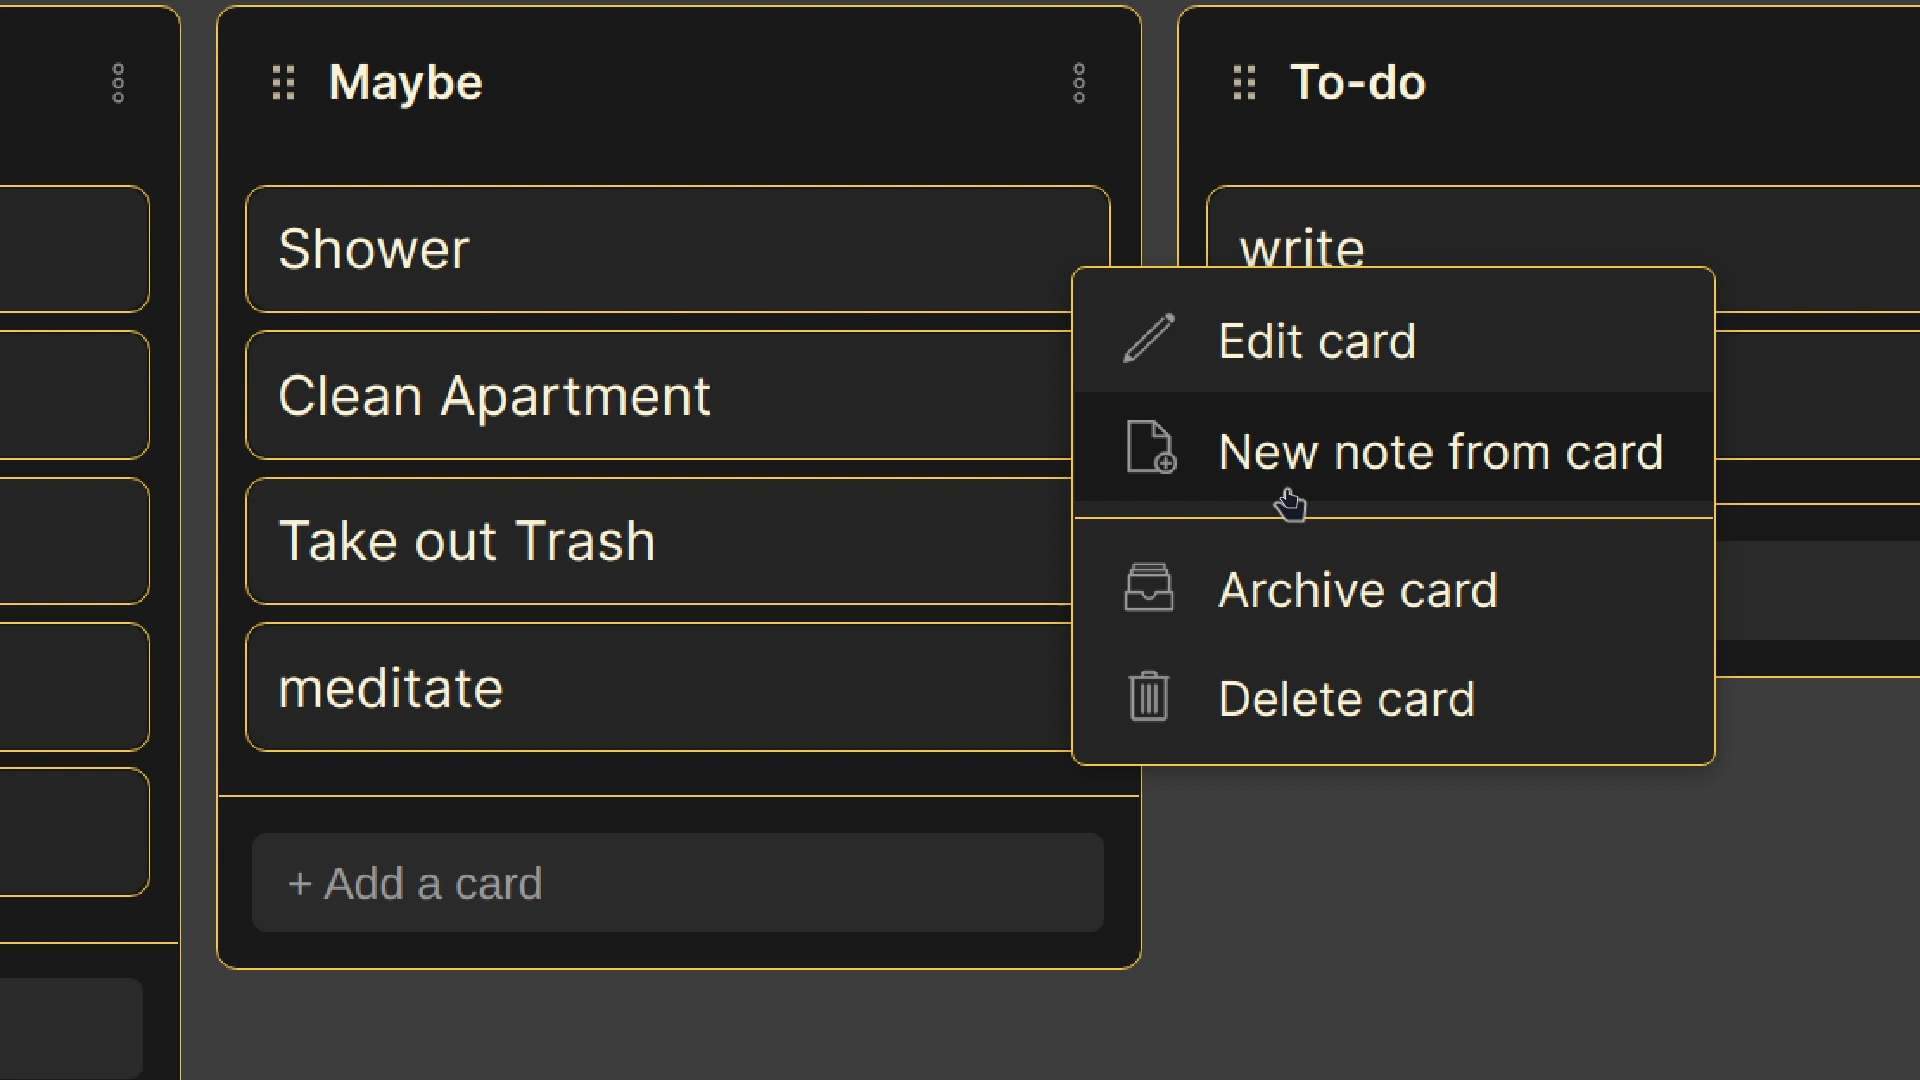 Maybe
Shower
Clean Apartment
Take out Trash
meditate
+ Add a card
To-do
write
Edit card
New note from card
Archive card
Delete card